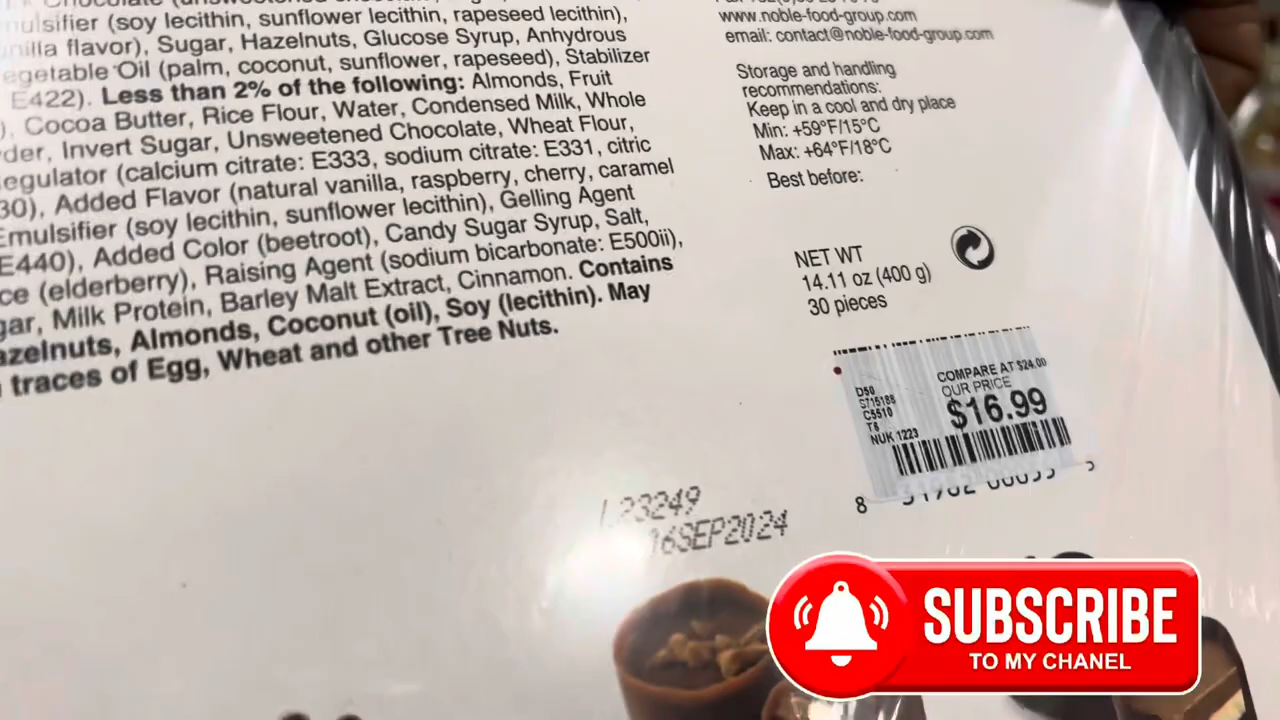 Chocolate (unsweetened chocolate,
(soy lecithin, sunflower lecithin, rapeseed lecithin),
flavor), Sugar, Hazelnuts, Glucose Syrup, Anhydrous
Oil (palm, coconut, sunflower, rapeseed), Stabilizer
E422). Less than 2% of the following: Almonds, Fruit
), Cocoa Butter, Rice Flour, Water, Condensed Milk, Whole
Invert Sugar, Unsweetened Chocolate, Wheat Flour,
(calcium citrate: E333, sodium citrate: E331, citric
30), Added Flavor (natural vanilla, raspberry, cherry, caramel
Emulsifier (soy lecithin, sunflower lecithin), Gelling Agent
E440), Added Color (beetroot), Candy Sugar Syrup, Salt,
(elderberry), Raising Agent (sodium bicarbonate: E500ii),
Milk Protein, Barley Malt Extract, Cinnamon. Contains
Almonds, Coconut (oil), Soy (lecithin). May
traces of Egg, Wheat and other Tree Nuts.
www.noble-food-group.com
email: contact@noble-food-group.com
Storage and handling
recommendations:
Keep in a cool and dry place
Min: +59°F/15°C
Max: +64°F/18°C
Best before:
NET WT
14.11 oz (400 g)
30 pieces
COMPARE AT $24.00
OUR PRICE
$16.99
D50
S715188
C5510
T6
NUK 1223
L23249
16SEP2024
SUBSCRIBE
TO MY CHANEL